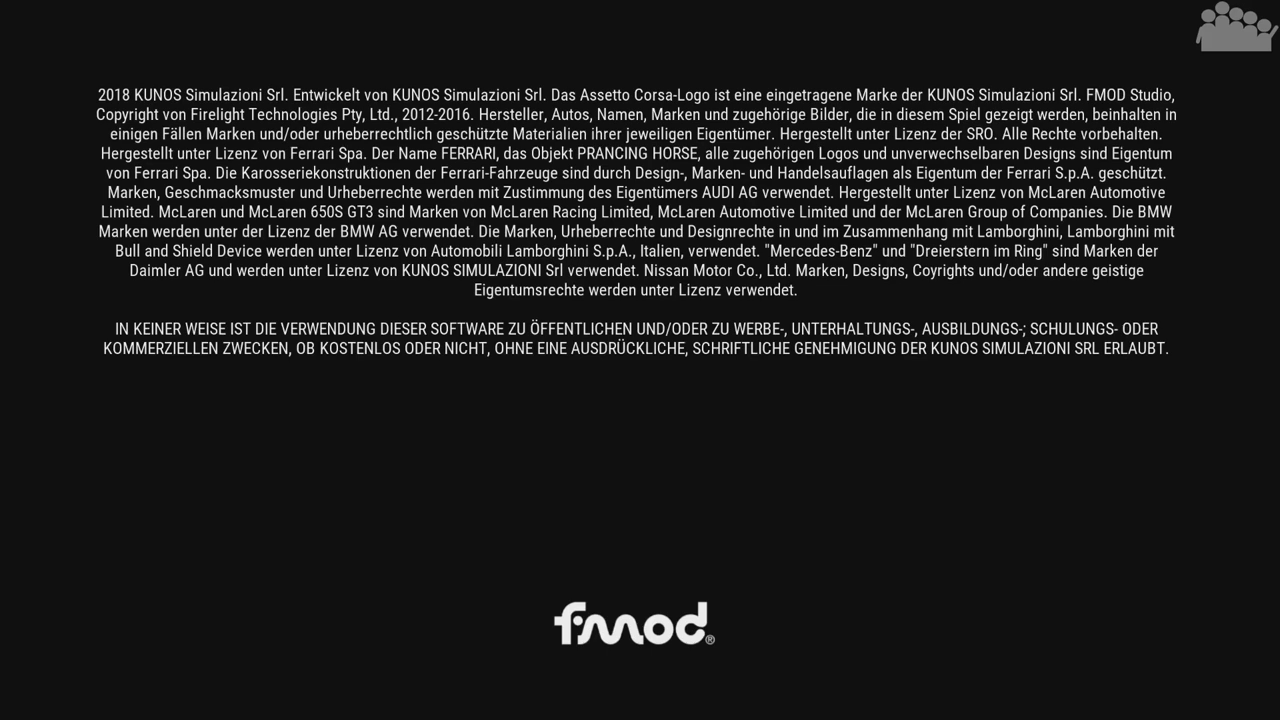 2018 KUNOS Simulazioni Srl. Entwickelt von KUNOS Simulazioni Srl. Das Assetto Corsa-Logo ist eine eingetragene Marke der KUNOS Simulazioni Srl. FMOD Studio,
Copyright von Firelight Technologies Pty, Ltd., 2012-2016. Hersteller, Autos, Namen, Marken und zugehörige Bilder, die in diesem Spiel gezeigt werden, beinhalten in
einigen Fällen Marken und/oder urheberrechtlich geschützte Materialien ihrer jeweiligen Eigentümer. Hergestellt unter Lizenz der SRO. Alle Rechte vorbehalten.
Hergestellt unter Lizenz von Ferrari Spa. Der Name FERRARI, das Objekt PRANCING HORSE, alle zugehörigen Logos und unverwechselbaren Designs sind Eigentum
von Ferrari Spa. Die Karosseriekonstruktionen der Ferrari-Fahrzeuge sind durch Design-, Marken- und Handelsauflagen als Eigentum der Ferrari S.p.A. geschützt.
Marken, Geschmacksmuster und Urheberrechte werden mit Zustimmung des Eigentümers AUDI AG verwendet. Hergestellt unter Lizenz von McLaren Automotive
Limited. McLaren und McLaren 650S GT3 sind Marken von McLaren Racing Limited, McLaren Automotive Limited und der McLaren Group of Companies. Die BMW
Marken werden unter der Lizenz der BMW AG verwendet. Die Marken, Urheberrechte und Designrechte in und im Zusammenhang mit Lamborghini, Lamborghini mit
Bull and Shield Device werden unter Lizenz von Automobili Lamborghini S.p.A., Italien, verwendet. "Mercedes-Benz" und "Dreierstern im Ring" sind Marken der
Daimler AG und werden unter Lizenz von KUNOS SIMULAZIONI Srl verwendet. Nissan Motor Co., Ltd. Marken, Designs, Coyrights und/oder andere geistige
Eigentumsrechte werden unter Lizenz verwendet.
IN KEINER WEISE IST DIE VERWENDUNG DIESER SOFTWARE ZU ÖFFENTLICHEN UND/ODER ZU WERBE-, UNTERHALTUNGS-, AUSBILDUNGS-; SCHULUNGS- ODER
KOMMERZIELLEN ZWECKEN, OB KOSTENLOS ODER NICHT, OHNE EINE AUSDRÜCKLICHE, SCHRIFTLICHE GENEHMIGUNG DER KUNOS SIMULAZIONI SRL ERLAUBT.
fmod®